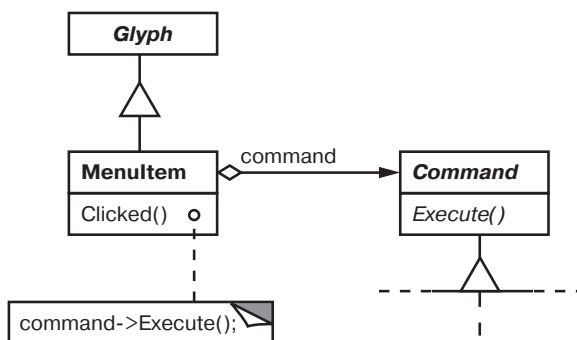 Glyph
MenuItem
command
Command
Clicked()
Execute()
command->Execute();